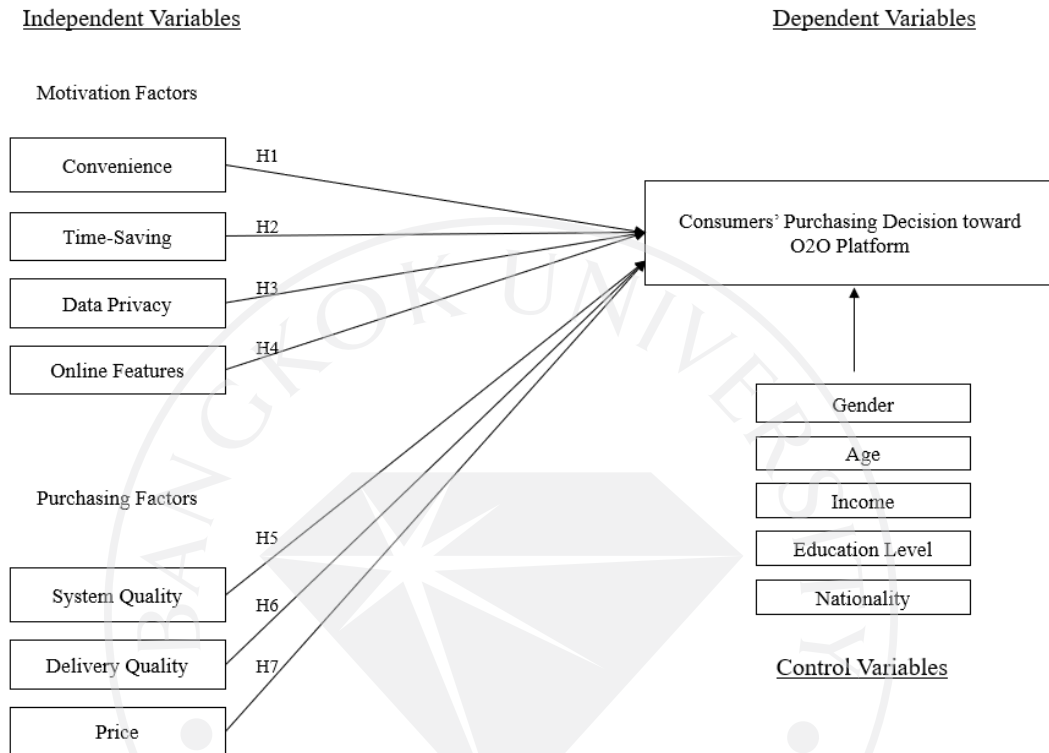 Independent Variables
Dependent Variables
Motivation Factors
Convenience
H1
Time-Saving
H2
Data Privacy
H3
Online Features
H4
Consumers’ Purchasing Decision toward
O2O Platform
Gender
Age
Income
Education Level
Nationality
Control Variables
Purchasing Factors
System Quality
H5
Delivery Quality
H6
Price
H7
BANGKOK UNIVERSITY